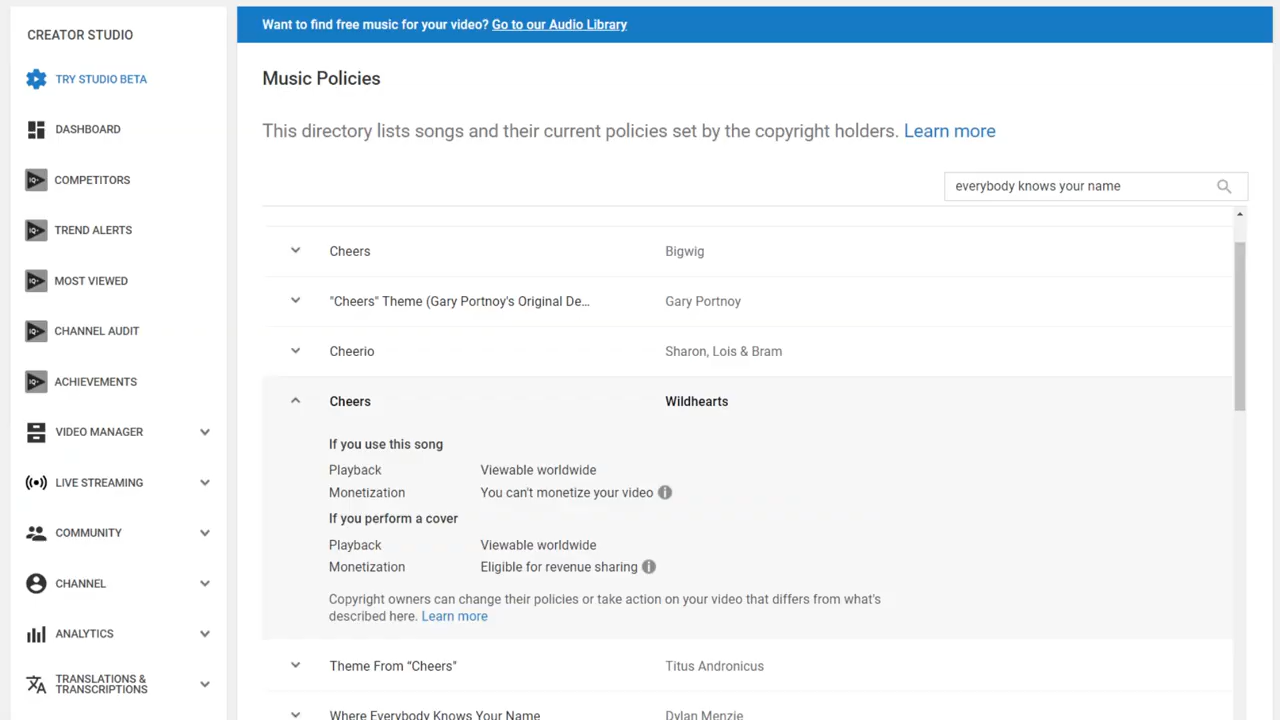 CREATOR STUDIO
TRY STUDIO BETA
DASHBOARD
COMPETITORS
TREND ALERTS
MOST VIEWED
CHANNEL AUDIT
ACHIEVEMENTS
VIDEO MANAGER
LIVE STREAMING
COMMUNITY
CHANNEL
ANALYTICS
TRANSLATIONS &
TRANSCRIPTIONS
Want to find free music for your video? Go to our Audio Library
Music Policies
This directory lists songs and their current policies set by the copyright holders. Learn more
everybody knows your name
Cheers Bigwig
"Cheers" Theme (Gary Portnoy's Original De... Gary Portnoy
Cheerio Sharon, Lois & Bram
Cheers Wildhearts
If you use this song
Playback Viewable worldwide
Monetization You can't monetize your video
If you perform a cover
Playback Viewable worldwide
Monetization Eligible for revenue sharing
Copyright owners can change their policies or take action on your video that differs from what's
described here. Learn more
Theme From “Cheers” Titus Andronicus
Where Everybody Knows Your Name Dylan Menzie